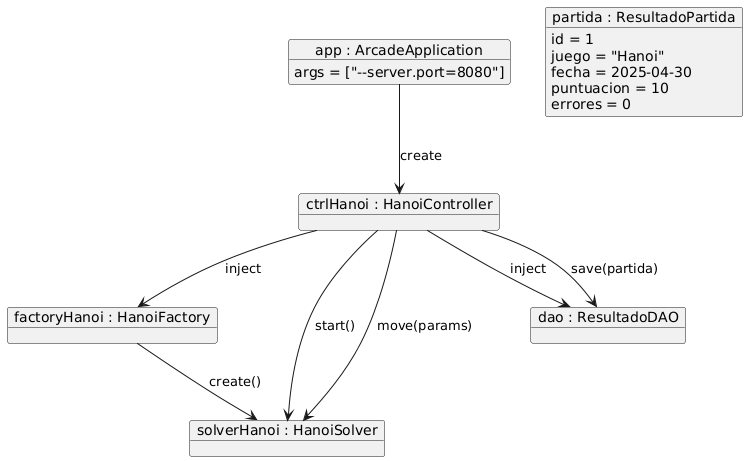 partida : ResultadoPartida
id = 1
juego = "Hanoi"
fecha = 2025-04-30
puntuacion = 10
errores = 0
app : ArcadeApplication
args = ["--server.port=8080"]
create
ctrlHanoi : HanoiController
inject
inject
save(partida)
factoryHanoi : HanoiFactory
start()
move(params)
dao : ResultadoDAO
create()
solverHanoi : HanoiSolver